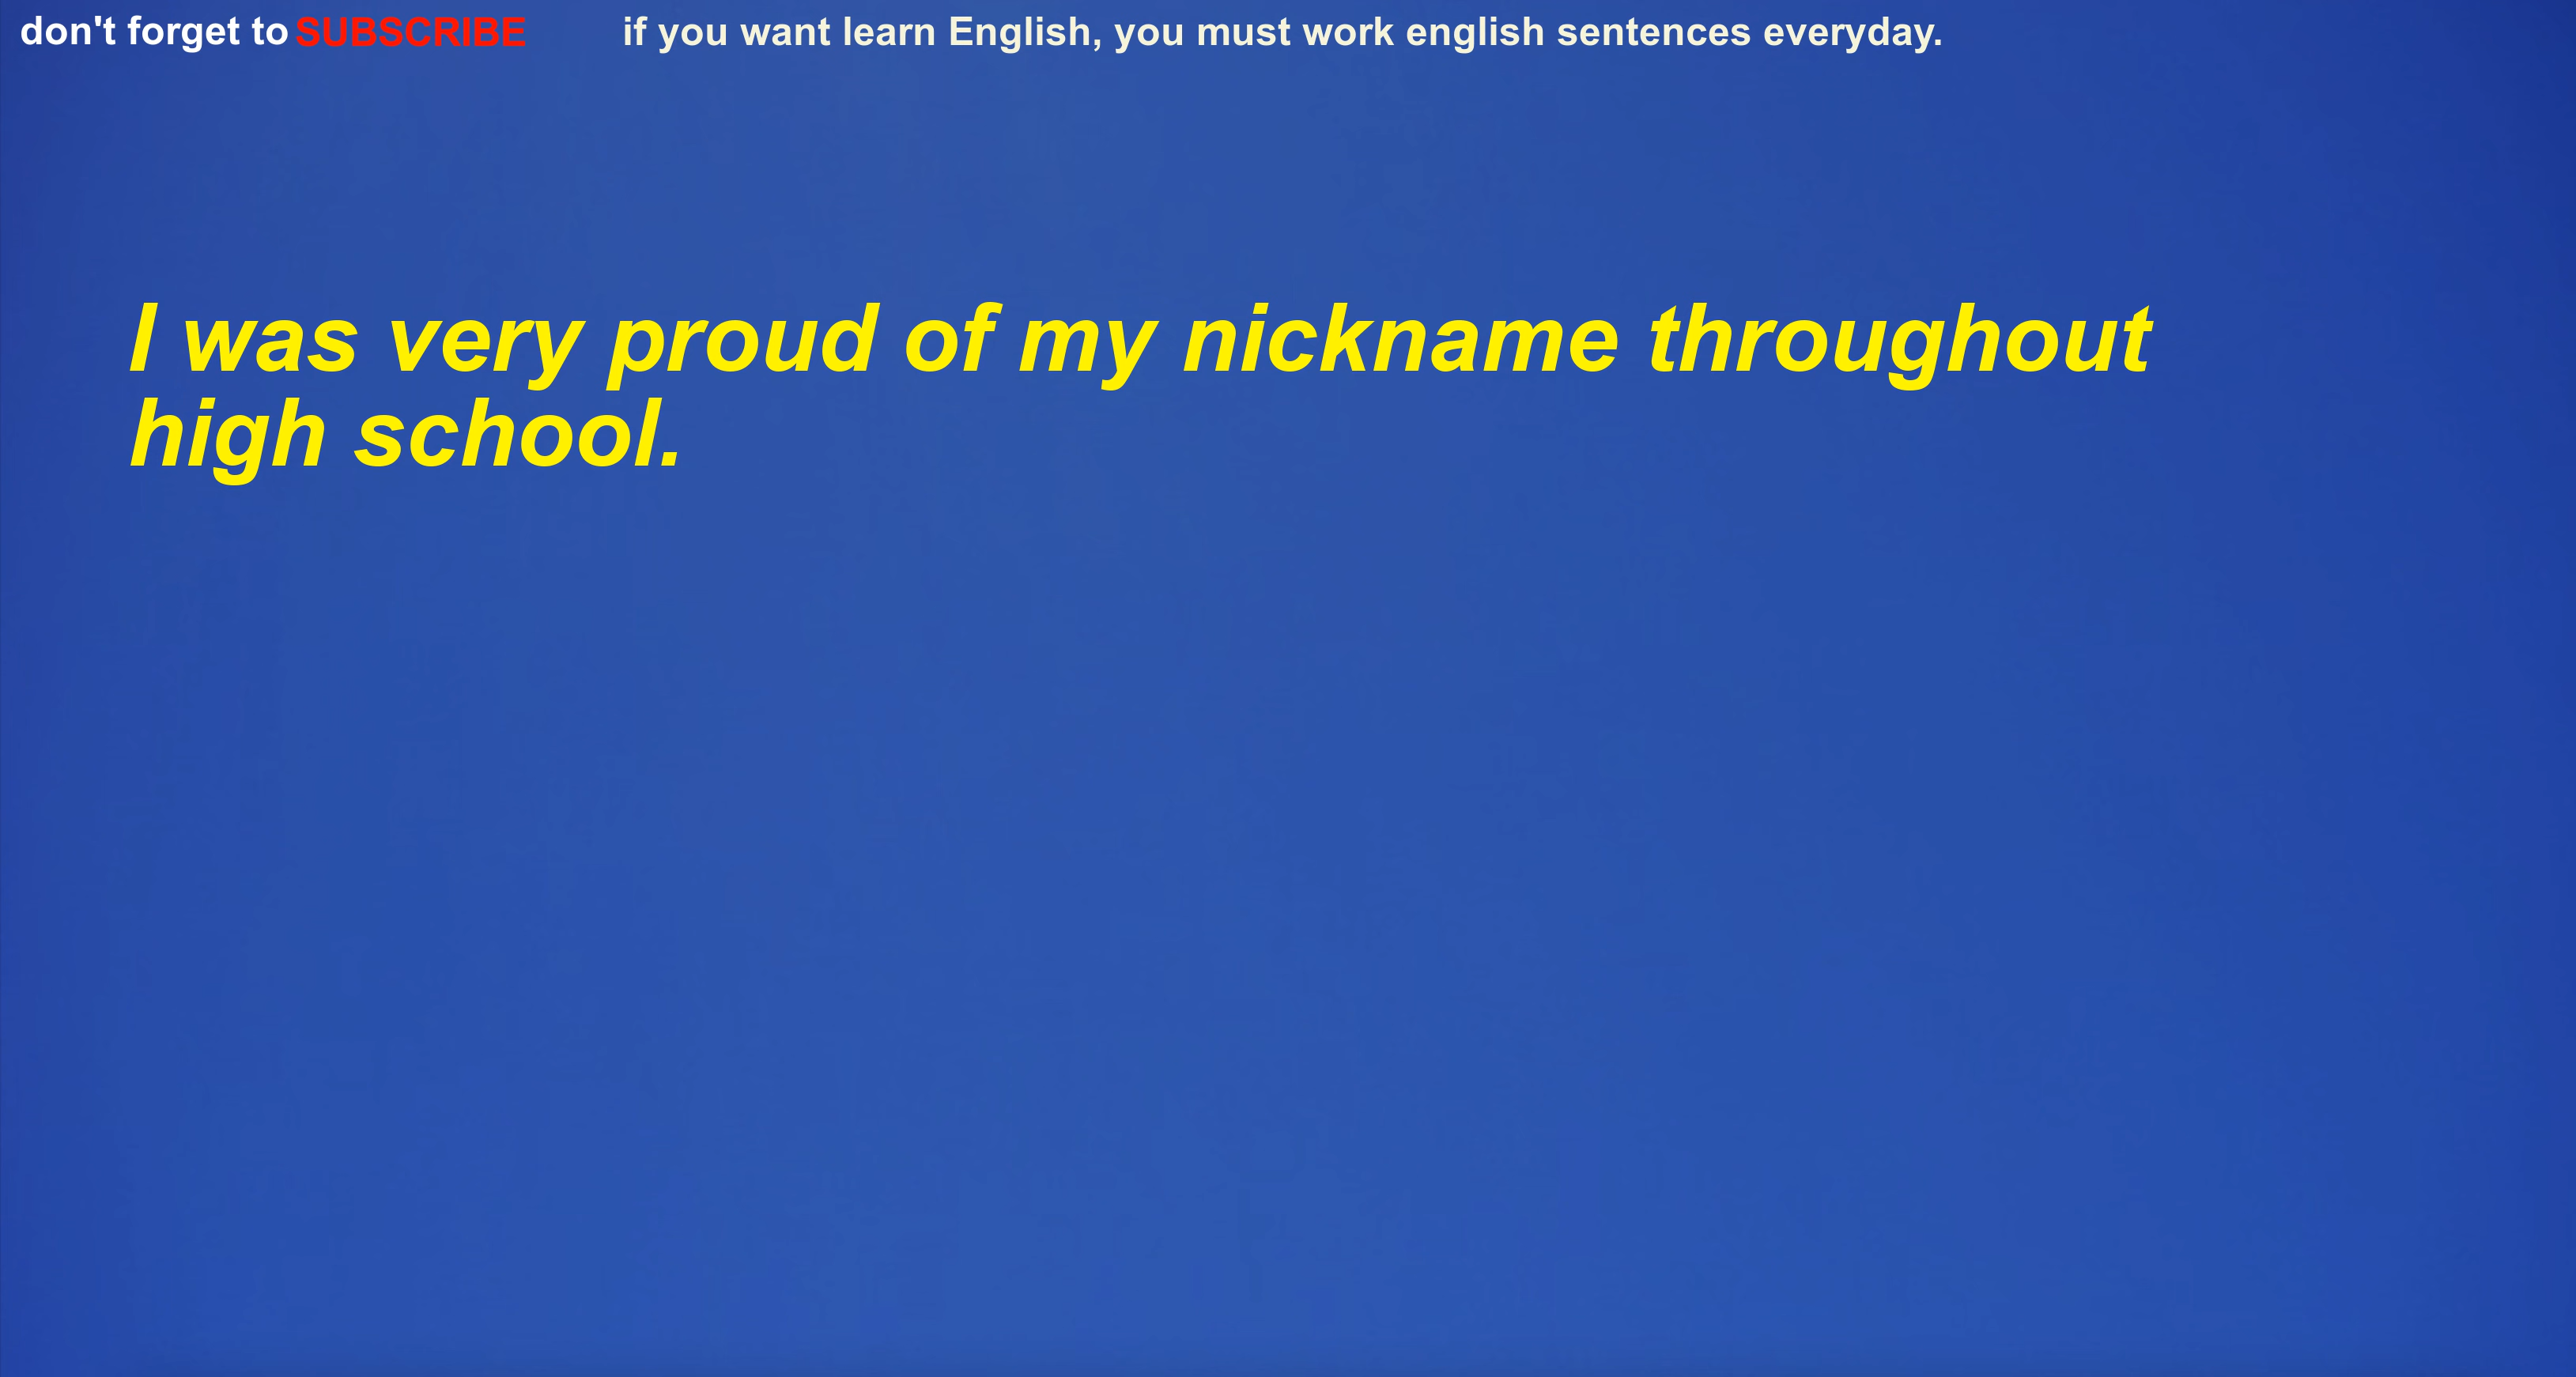 don't forget to SUBSCRIBE if you want learn English, you must work english sentences everyday.
I was very proud of my nickname throughout
high school.